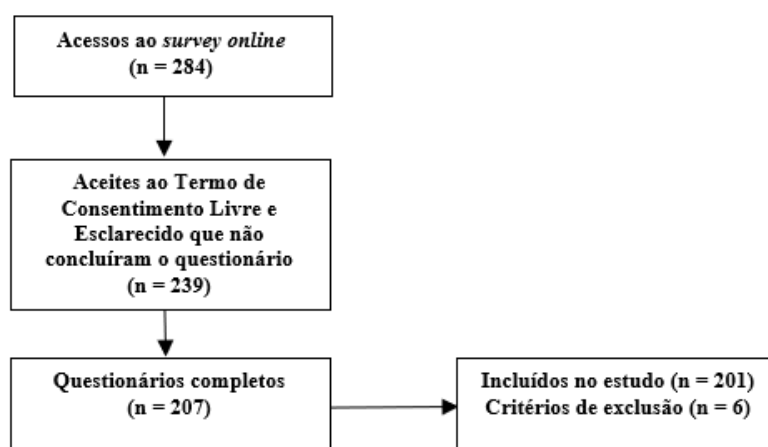 Acessos ao survey online
(n = 284)
Aceites ao Termo de
Consentimento Livre e
Esclarecido que não
concluíram o questionário
(n = 239)
Questionários completos
(n = 207)
Incluídos no estudo (n = 201)
Critérios de exclusão (n = 6)